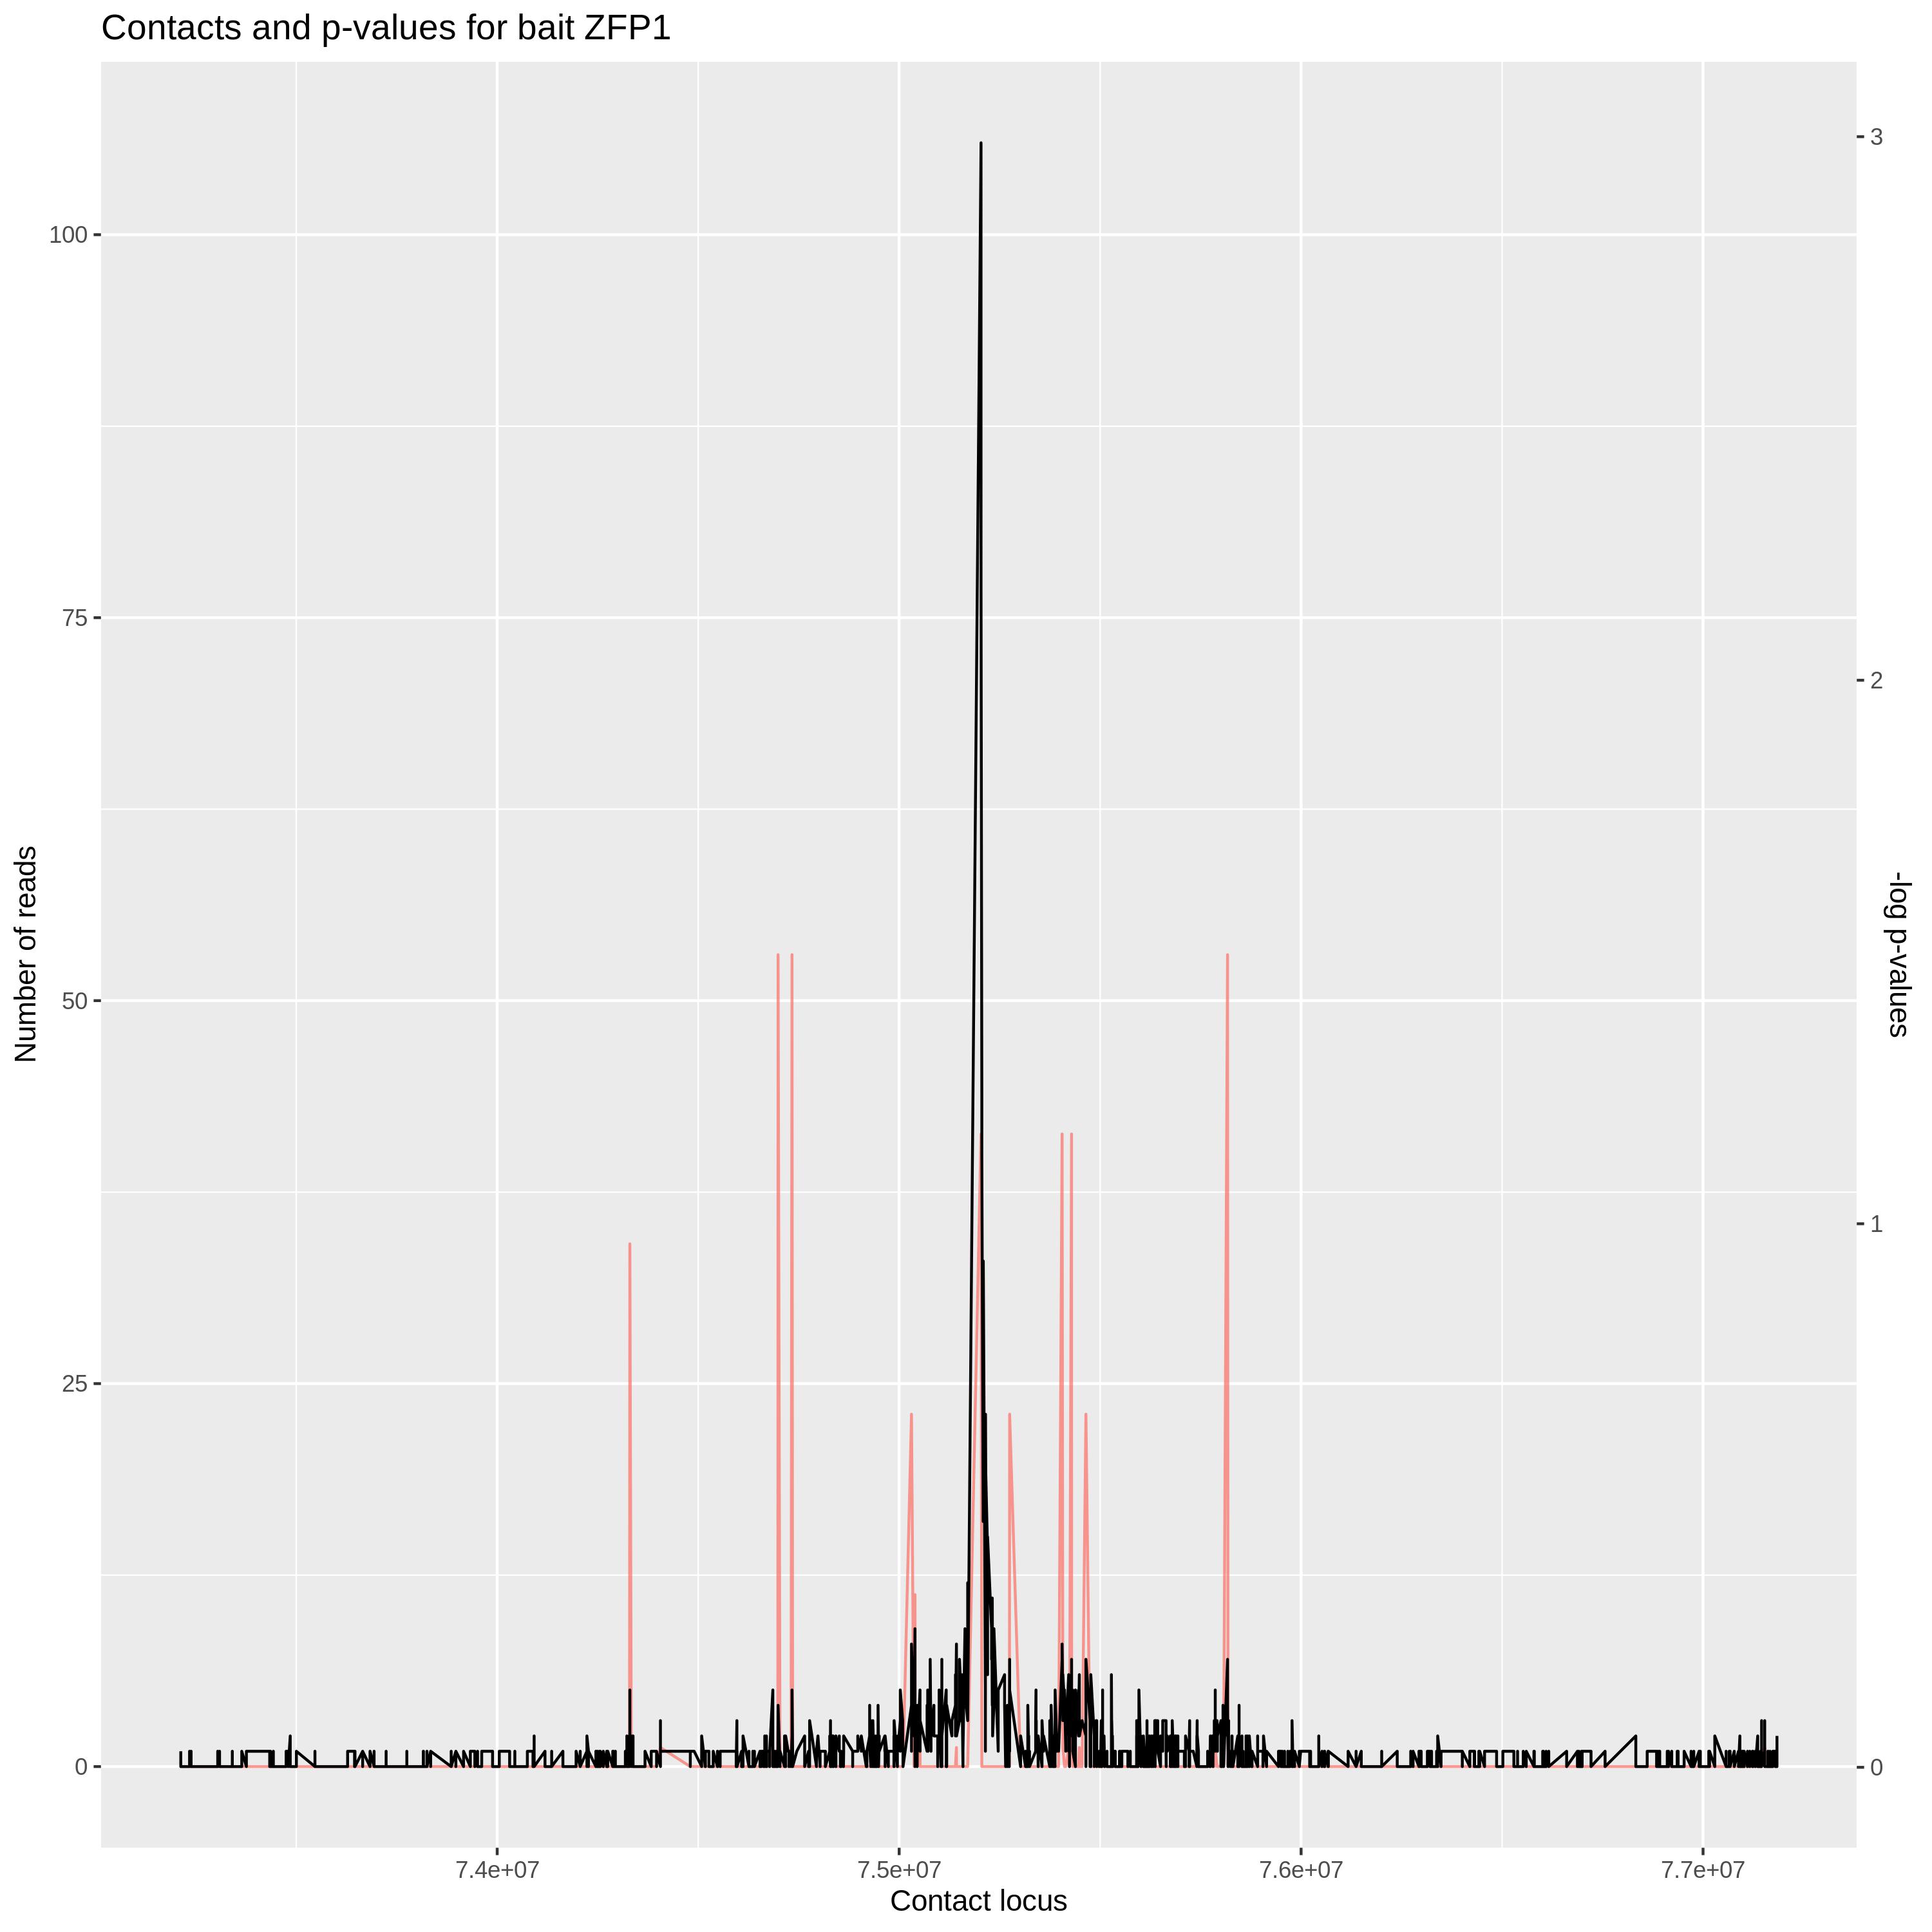 Contacts and p-values for bait ZFP1
3
100
75
2
Number of reads
-log p-values
50
1
25
0
0
7.4e+07 7.5e+07 7.6e+07 7.7e+07
Contact locus